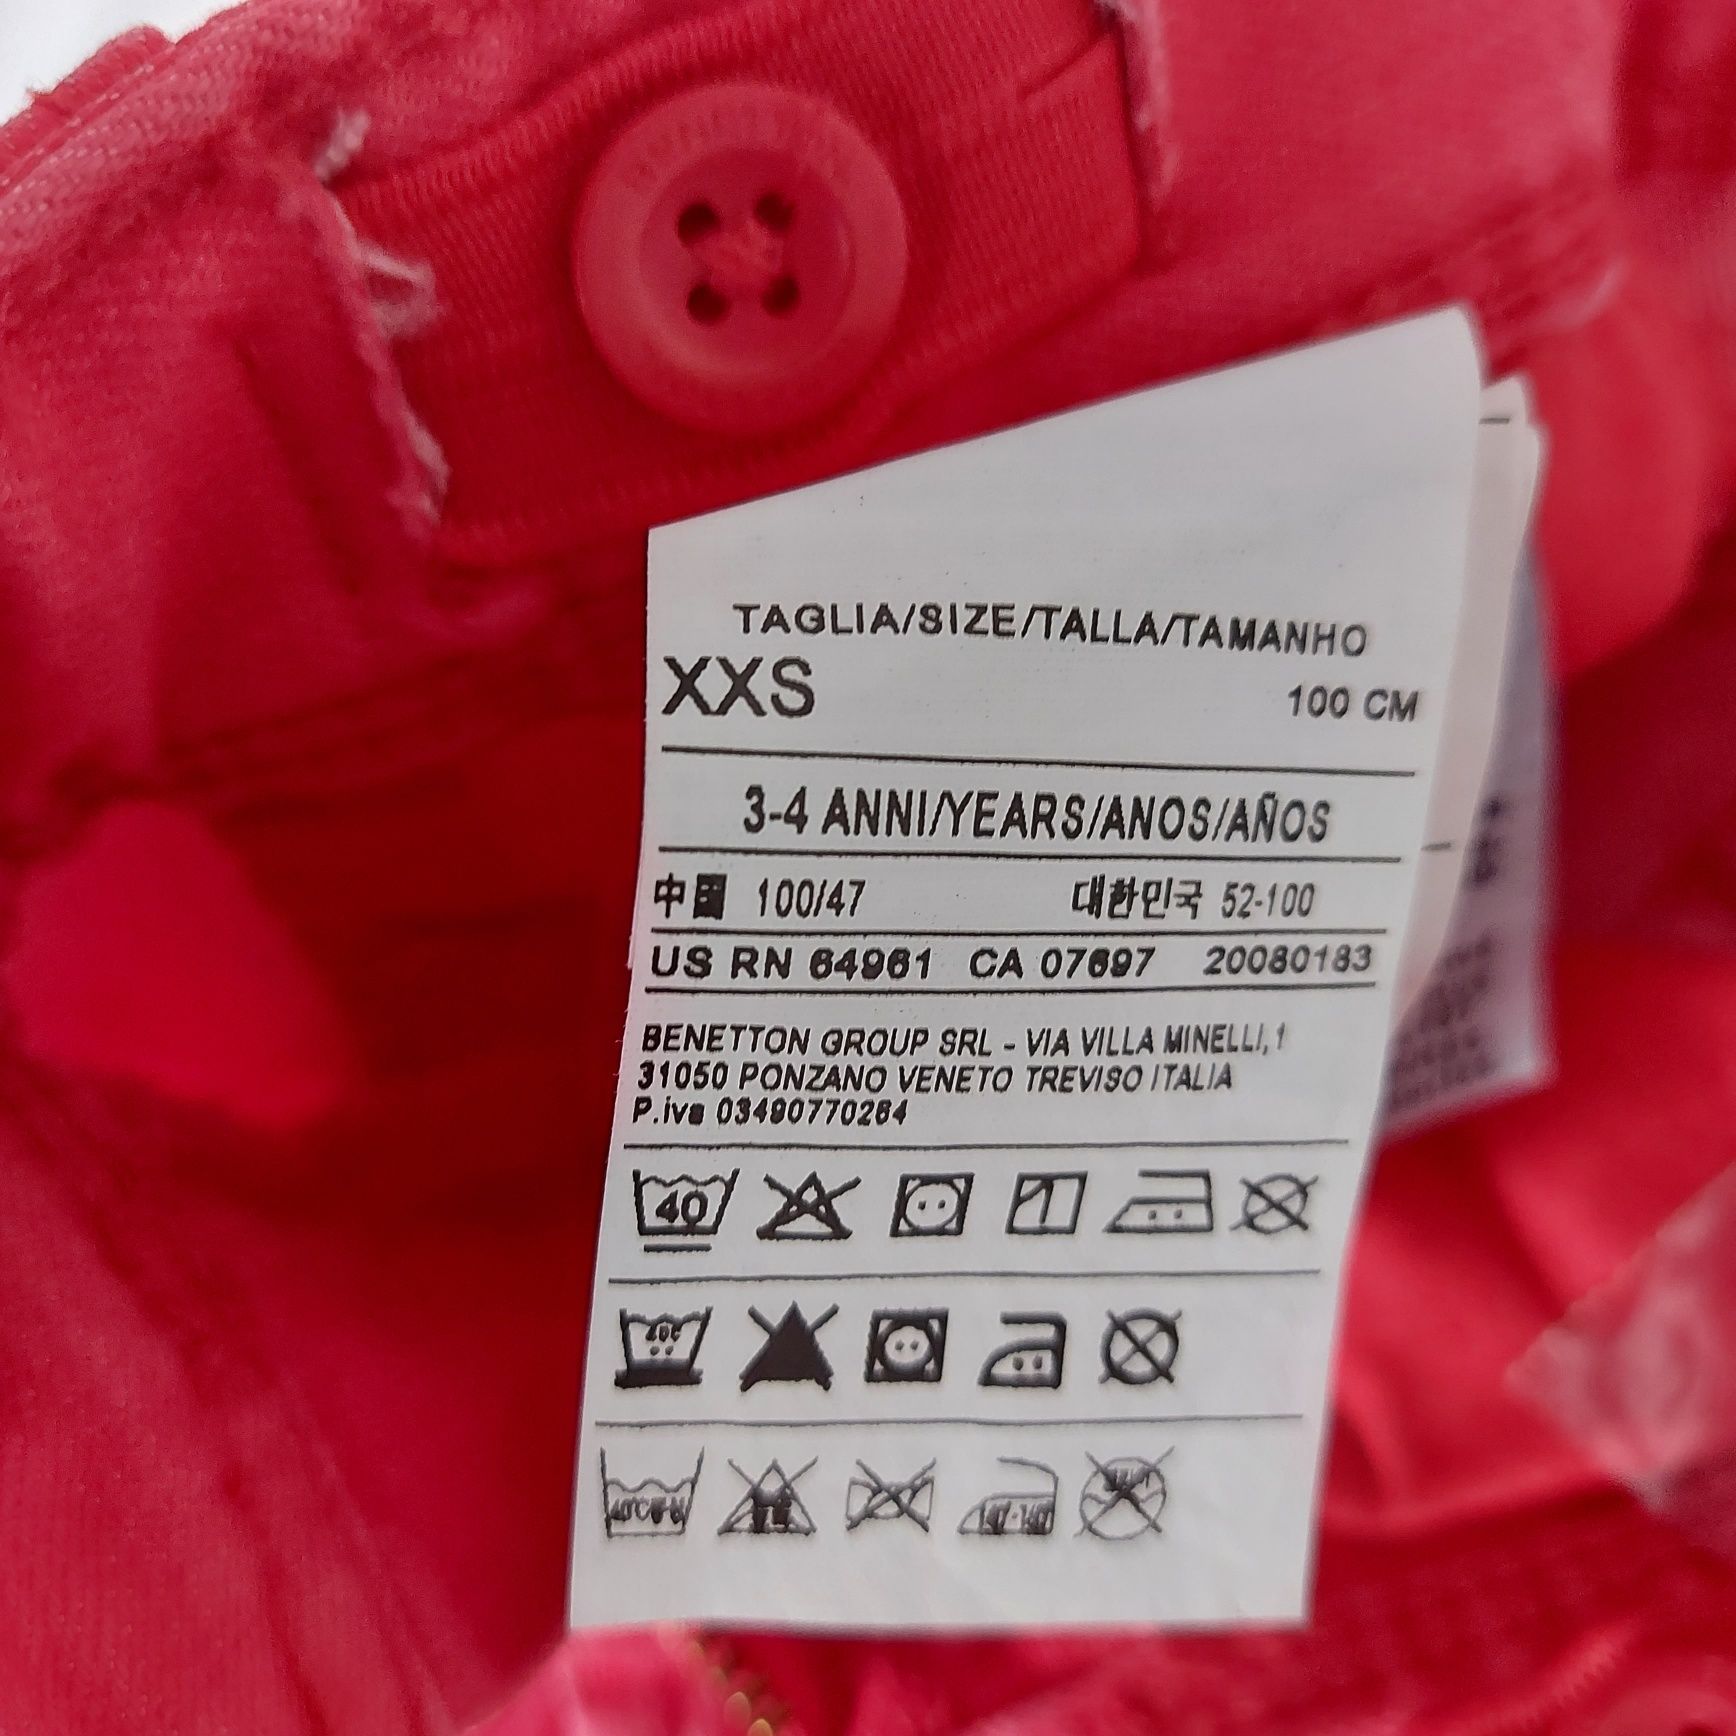 TAGLIA/SIZE/TALLA/TAMANHO
XXS 100 CM
3-4 ANNI/YEARS/ANOS/AÑOS
中国 100/47 대한민국 52-100
US RN 64961 CA 07697 20080183
BENETTON GROUP SRL - VIA VILLA MINELLI, 1
31050 PONZANO VENETO TREVISO ITALIA
P.iva 03490770264
40